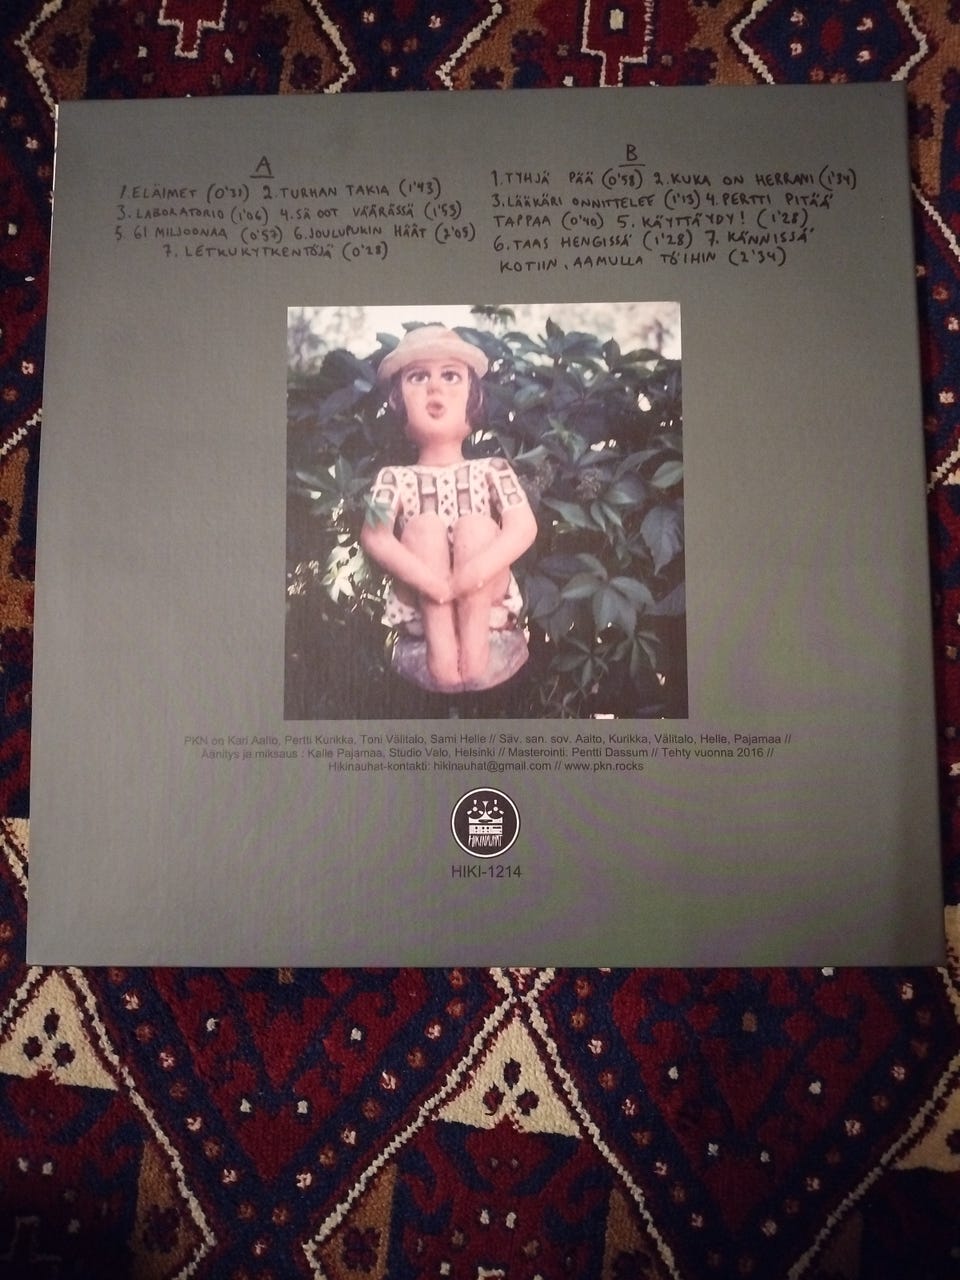 A
1. ELÄIMET (0'31) 2. TURHAN TAKIA (1'43)
3. LABORATORIO (1'06) 4. SÄ OOT VÄÄRÄSSÄ (1'53)
5. 61 MILJOONAA (0'57) 6. JOULUPUKIN HÄÄT (2'05)
7. LETKUKYTKENTÖJÄ (0'28)
B
1. TYHJÄ PÄÄ (0'58) 2. KUKA ON HERRANI (1'34)
3. LÄÄKÄRI ONNITTELEE (1'13) 4. PERTTI PITÄÄ
TAPPAA (0'40) 5. KÄYTTÄYDY! (1'28)
6. TAAS HENGISSÄ (1'28) 7. KÄNNISSÄ
KOTIIN, AAMULLA TÖIHIN (2'34)
PKN on Kari Aalto, Pertti Kurikka, Toni Välitalo, Sami Helle // Säv. san. sov. Aalto, Kurikka, Välitalo, Helle, Pajamaa //
Äänitys ja miksaus : Kalle Pajamaa, Studio Valo, Helsinki // Masterointi: Pentti Dassum // Tehty vuonna 2016 //
Hikinauhat-kontakti: hikinauhat@gmail.com // www.pkn.rocks
HIKINAUHAT
HIKI-1214